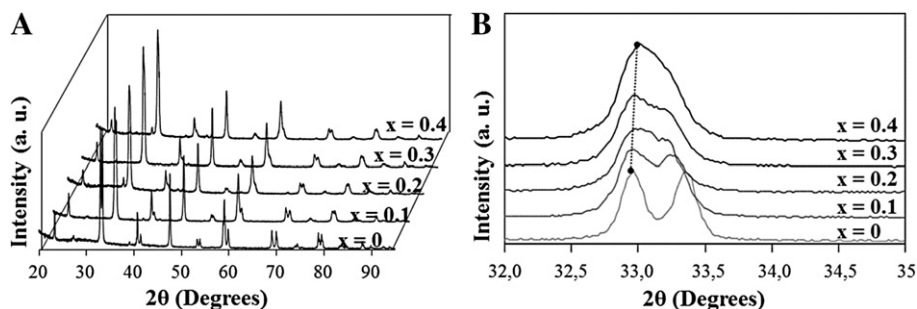 A
Intensity (a. u.)
x = 0.4
x = 0.3
x = 0.2
x = 0.1
x = 0
20 30 40 50 60 70 80 90
2θ (Degrees)
B
Intensity (a. u.)
x = 0.4
x = 0.3
x = 0.2
x = 0.1
x = 0
32,0 32,5 33,0 33,5 34,0 34,5 35
2θ (Degrees)